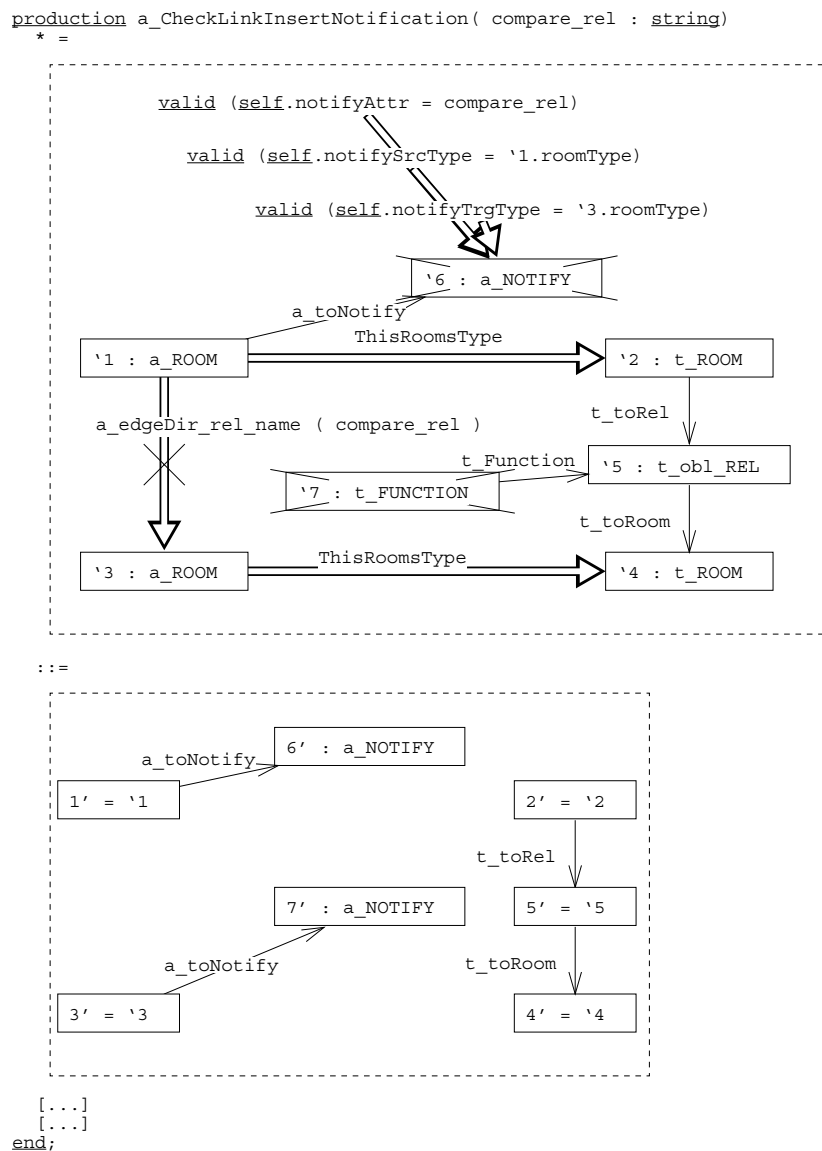 production a_CheckLinkInsertNotification( compare_rel : string)
* =
valid (self.notifyAttr = compare_rel)
valid (self.notifySrcType = ‘1.roomType)
valid (self.notifyTrgType = ‘3.roomType)
‘6 : a_NOTIFY
a_toNotify
ThisRoomsType
‘1 : a_ROOM
‘2 : t_ROOM
t_toRel
a_edgeDir_rel_name ( compare_rel )
t_Function
‘5 : t_obl_REL
‘7 : t_FUNCTION
t_toRoom
ThisRoomsType
‘3 : a_ROOM
‘4 : t_ROOM
::=
6’ : a_NOTIFY
a_toNotify
1’ = ‘1
2’ = ‘2
t_toRel
7’ : a_NOTIFY
5’ = ‘5
a_toNotify
t_toRoom
3’ = ‘3
4’ = ‘4
[...]
[...]
end;